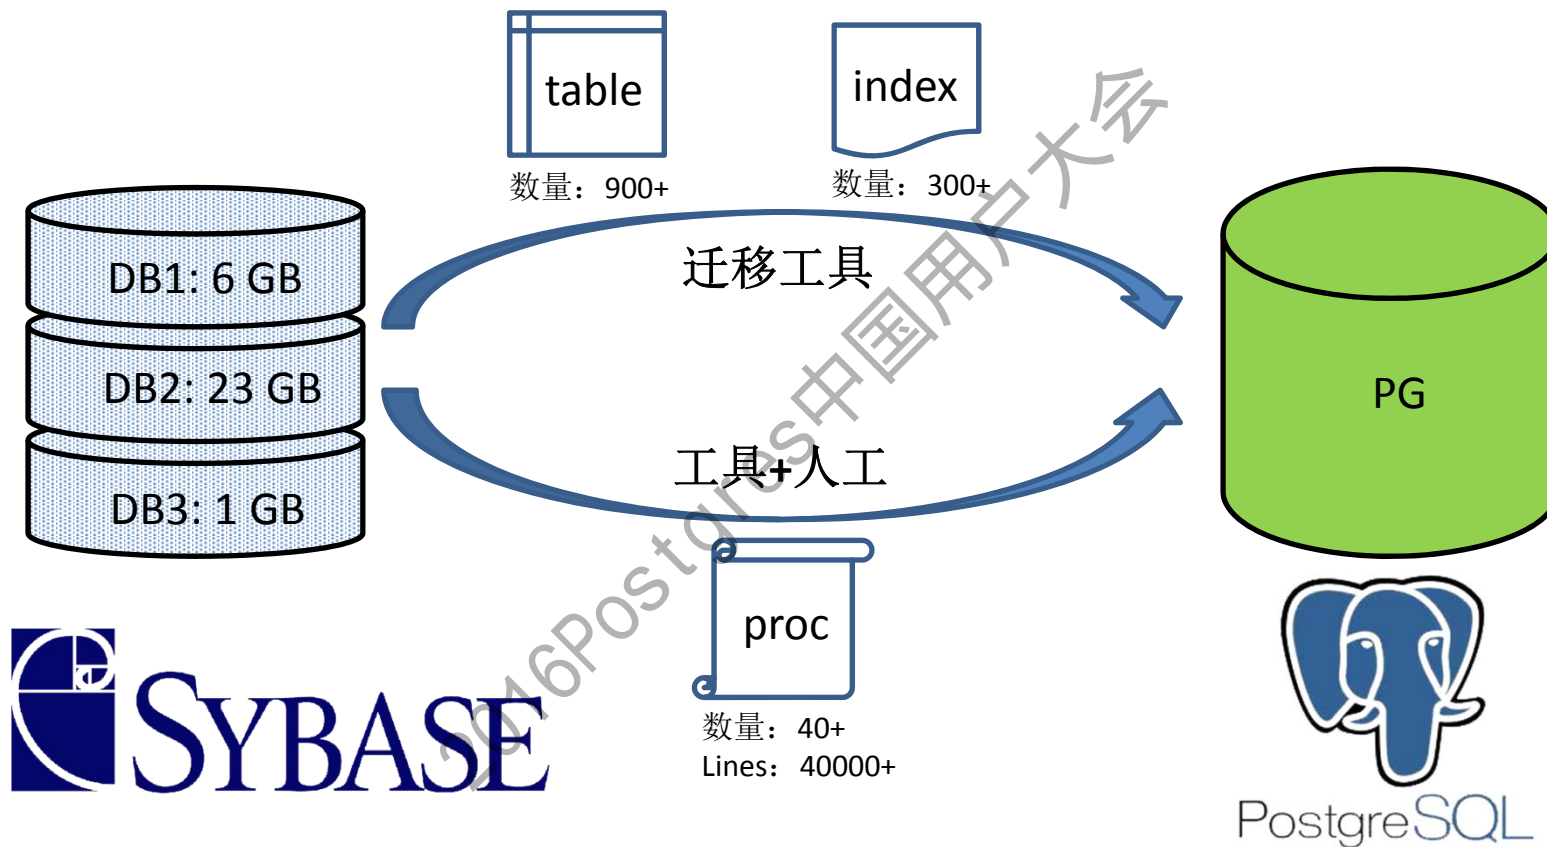 table
index
数量：900+
数量：300+
迁移工具
DB1: 6 GB
DB2: 23 GB
DB3: 1 GB
PG
工具+人工
proc
数量：40+
Lines：40000+
SYBASE
PostgreSQL
2016Postgres中国用户大会